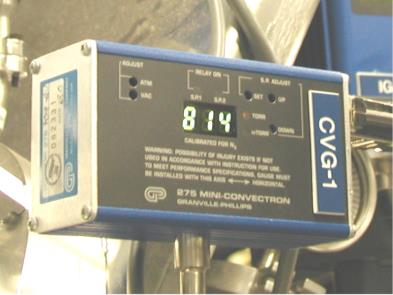 ADJUST
ATM
VAC
RELAY ON
S.P.1 S.P.2
S.P. ADJUST
SET UP
TORR
mTORR DOWN
814
CALIBRATED FOR N2
WARNING: POSSIBILITY OF INJURY EXISTS IF NOT
USED IN ACCORDANCE WITH INSTRUCTION FOR USE.
TO MEET PERFORMANCE SPECIFICATIONS, GAUGE MUST
BE INSTALLED WITH THIS AXIS ⟷ HORIZONTAL.
275 MINI-CONVECTRON
GRANVILLE-PHILLIPS
CVG-1
IG